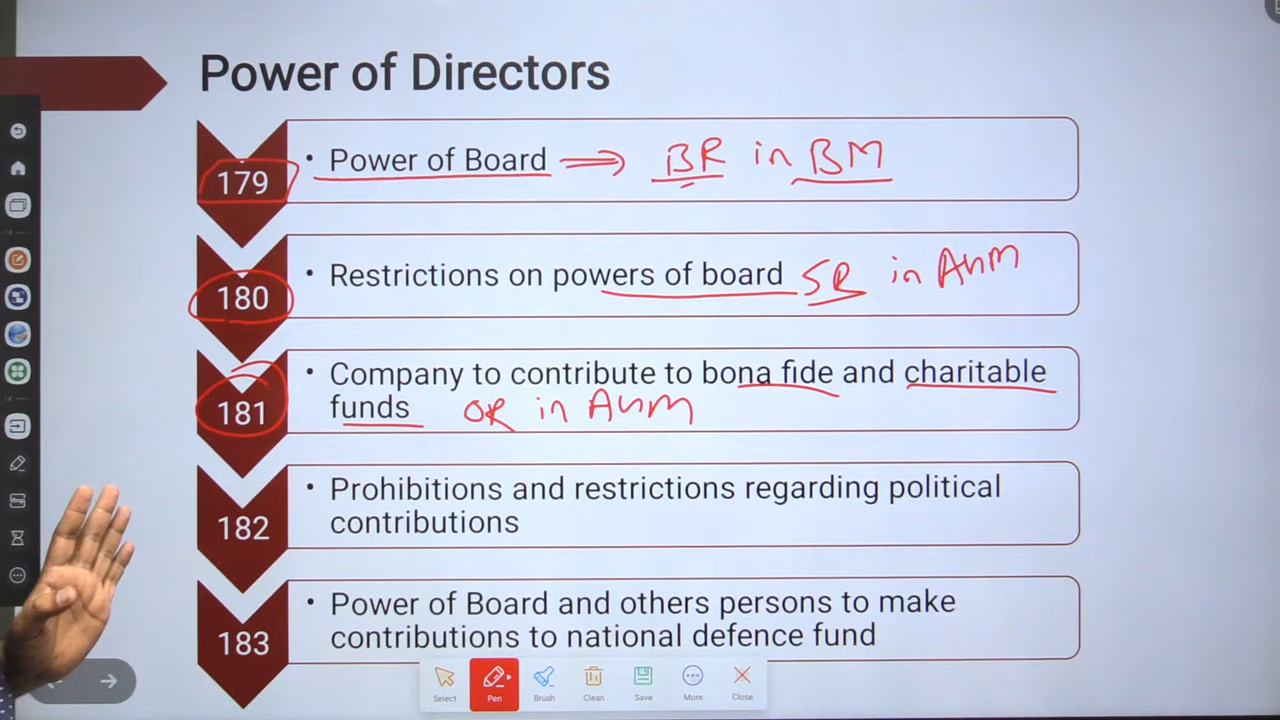 Power of Directors
179
• Power of Board ⟹ BR in BM
180
• Restrictions on powers of board SR in AHM
181
• Company to contribute to bona fide and charitable
funds OR in AHM
182
• Prohibitions and restrictions regarding political
contributions
183
• Power of Board and others persons to make
contributions to national defence fund
Select
Pen
Brush
Clean
Save
More
Close